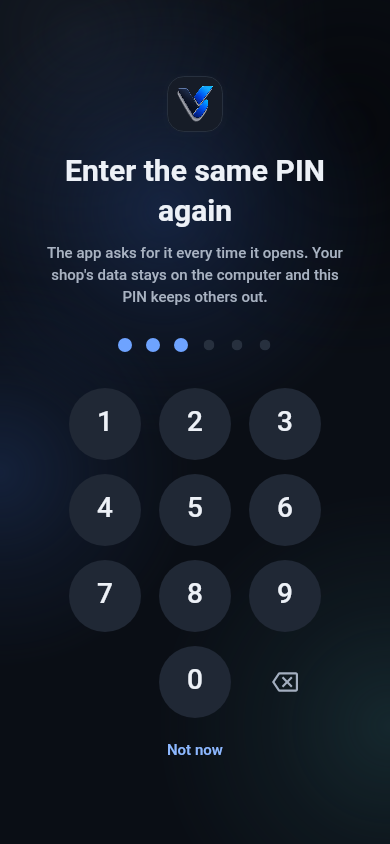 Enter the same PIN
again
The app asks for it every time it opens. Your
shop's data stays on the computer and this
PIN keeps others out.
1 2 3
4 5 6
7 8 9
0
Not now